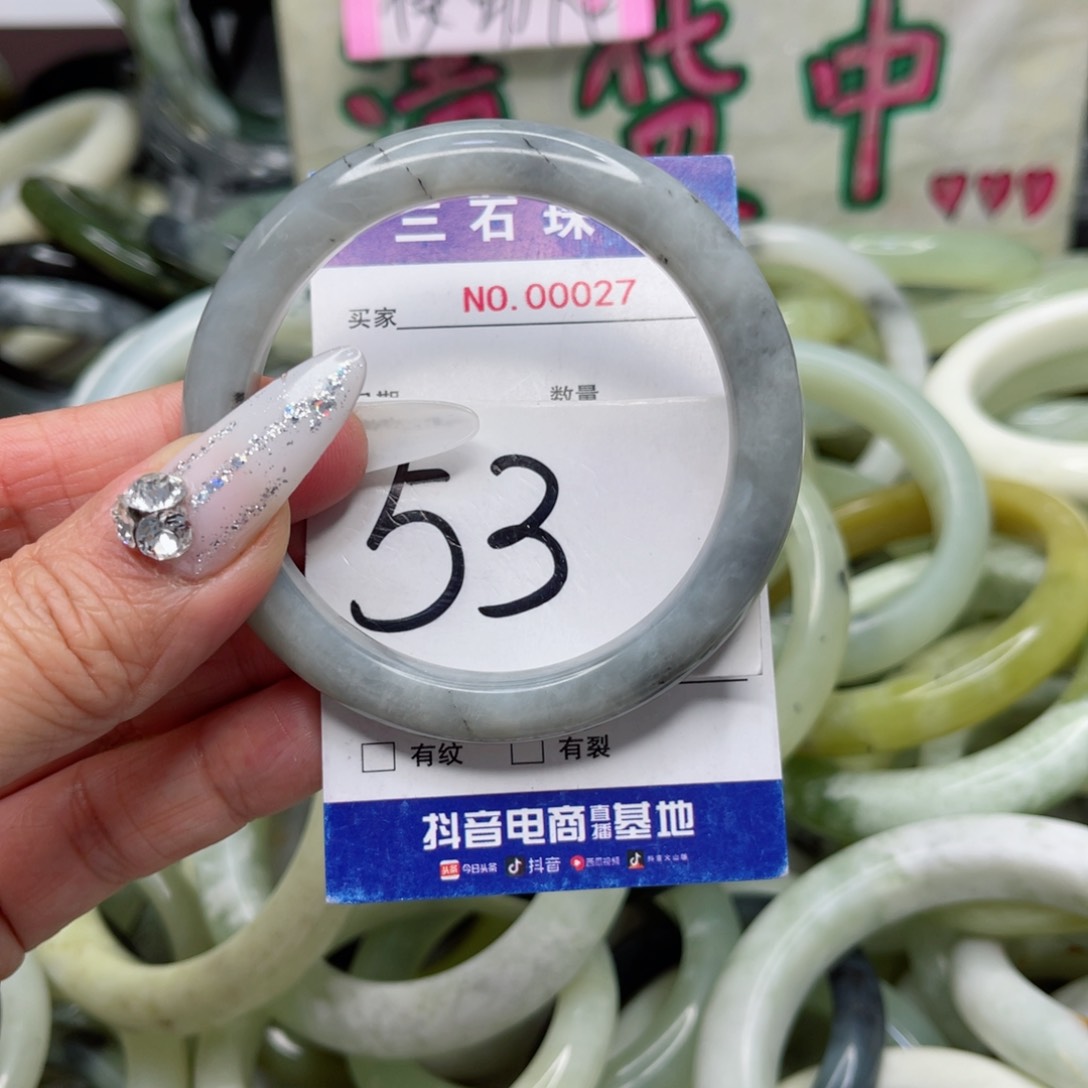 中
三石珠
NO.00027
买家
数量
53
有纹 有裂
抖音电商直播基地
头条 今日头条 抖音 西瓜视频 抖音火山版